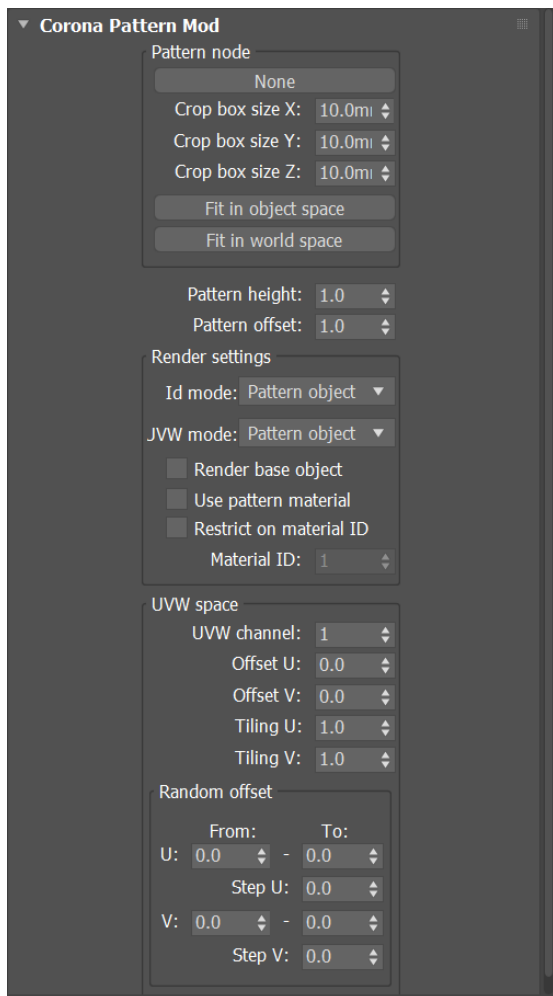 Corona Pattern Mod
Pattern node
None
Crop box size X: 10.0m
Crop box size Y: 10.0m
Crop box size Z: 10.0m
Fit in object space
Fit in world space
Pattern height: 1.0
Pattern offset: 1.0
Render settings
Id mode: Pattern object
JVW mode: Pattern object
Render base object
Use pattern material
Restrict on material ID
Material ID: 1
UVW space
UVW channel: 1
Offset U: 0.0
Offset V: 0.0
Tiling U: 1.0
Tiling V: 1.0
Random offset
From: To:
U: 0.0 - 0.0
Step U: 0.0
V: 0.0 - 0.0
Step V: 0.0